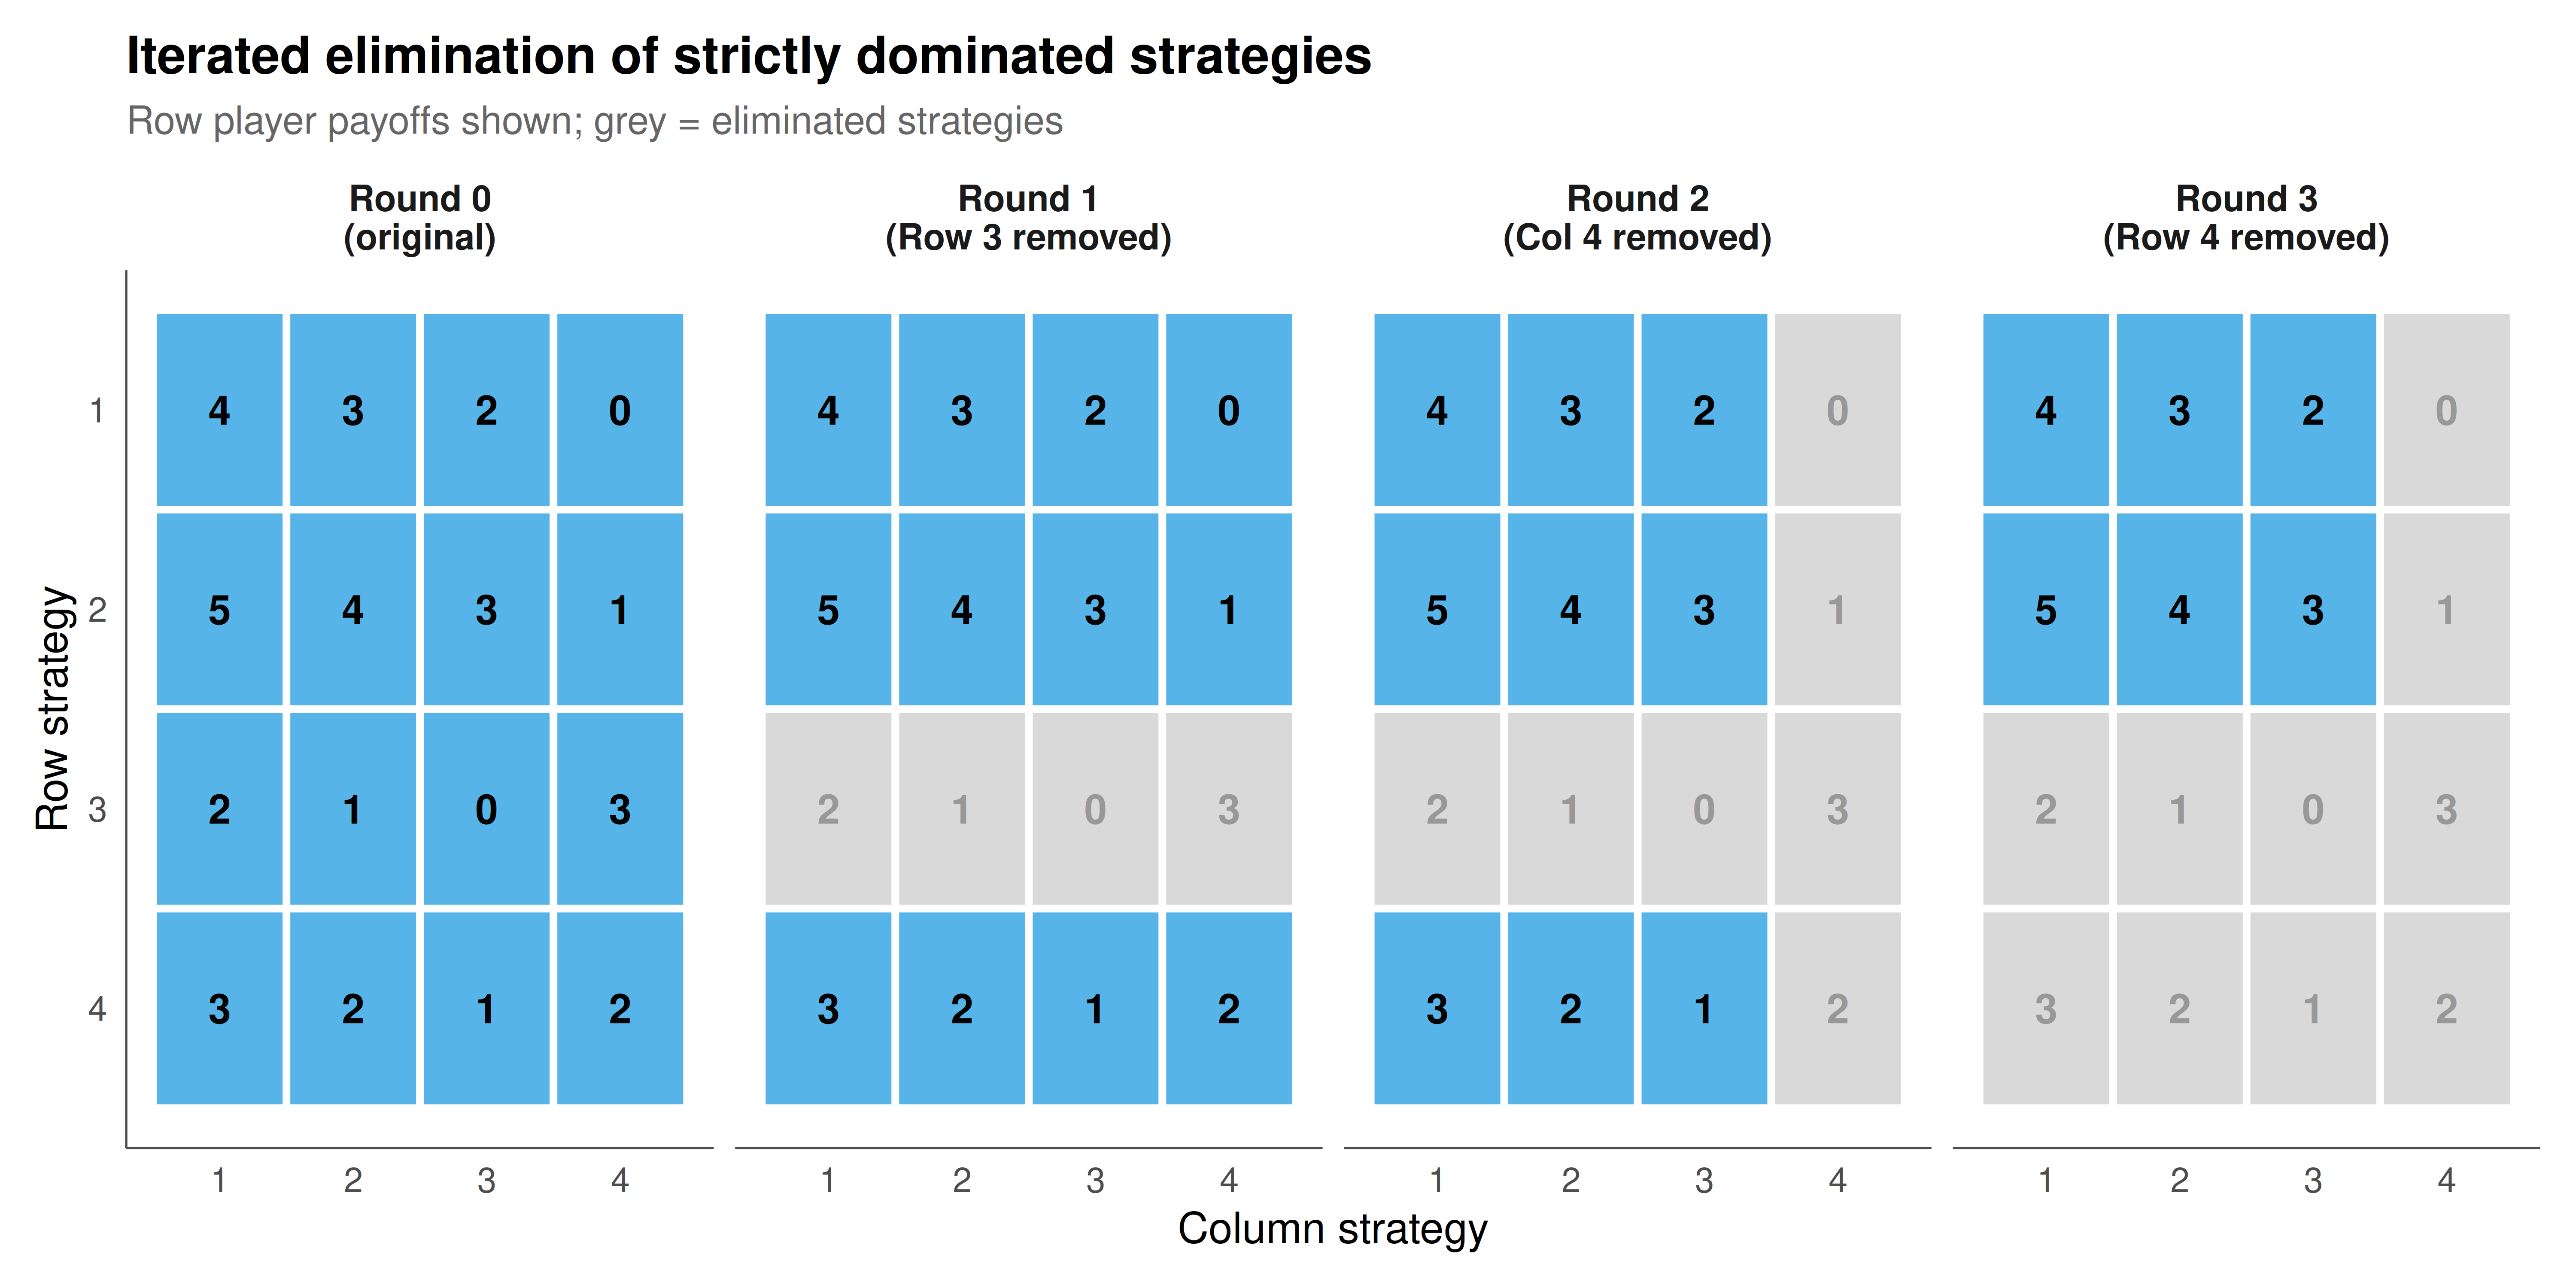 Iterated elimination of strictly dominated strategies
Row player payoffs shown; grey = eliminated strategies
Round 0
(original)
Round 1
(Row 3 removed)
Round 2
(Col 4 removed)
Round 3
(Row 4 removed)
Row strategy
1 4 3 2 0 4 3 2 0 4 3 2 0 4 3 2 0
2 5 4 3 1 5 4 3 1 5 4 3 1 5 4 3 1
3 2 1 0 3 2 1 0 3 2 1 0 3 2 1 0 3
4 3 2 1 2 3 2 1 2 3 2 1 2 3 2 1 2
1 2 3 4 1 2 3 4 1 2 3 4 1 2 3 4
Column strategy